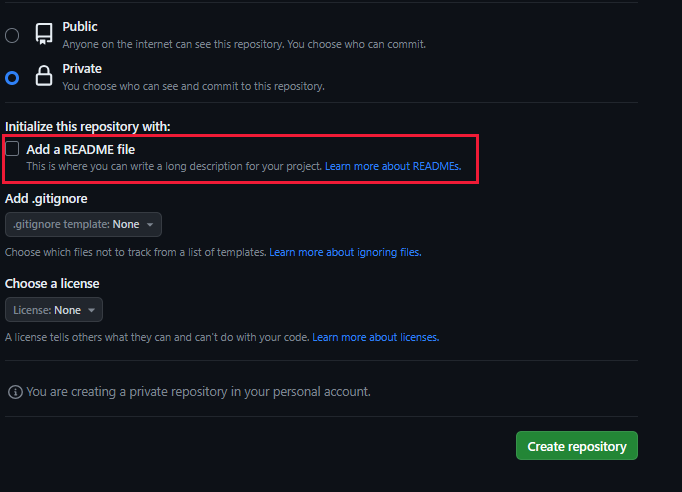 Public
Anyone on the internet can see this repository. You choose who can commit.
Private
You choose who can see and commit to this repository.
Initialize this repository with:
Add a README file
This is where you can write a long description for your project. Learn more about READMEs.
Add .gitignore
.gitignore template: None
Choose which files not to track from a list of templates. Learn more about ignoring files.
Choose a license
License: None
A license tells others what they can and can't do with your code. Learn more about licenses.
You are creating a private repository in your personal account.
Create repository